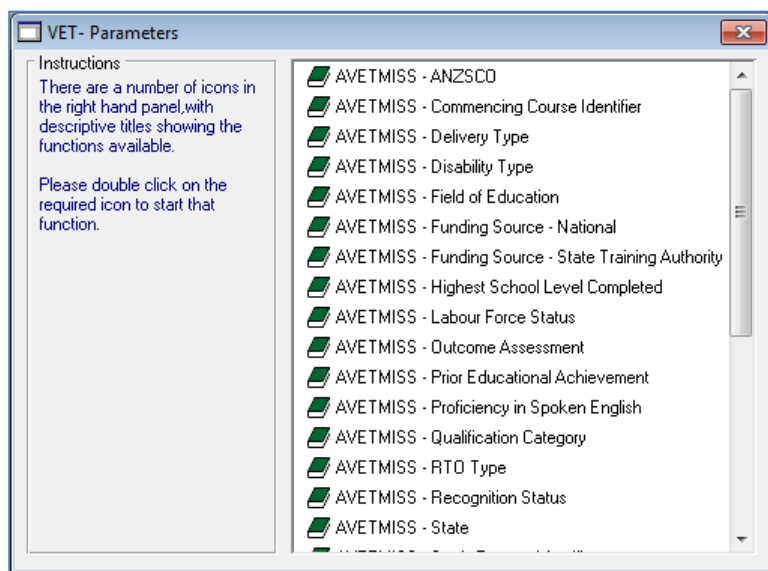 VET- Parameters
Instructions
There are a number of icons in
the right hand panel,with
descriptive titles showing the
functions available.
Please double click on the
required icon to start that
function.
AVETMISS - ANZSCO
AVETMISS - Commencing Course Identifier
AVETMISS - Delivery Type
AVETMISS - Disability Type
AVETMISS - Field of Education
AVETMISS - Funding Source - National
AVETMISS - Funding Source - State Training Authority
AVETMISS - Highest School Level Completed
AVETMISS - Labour Force Status
AVETMISS - Outcome Assessment
AVETMISS - Prior Educational Achievement
AVETMISS - Proficiency in Spoken English
AVETMISS - Qualification Category
AVETMISS - RTO Type
AVETMISS - Recognition Status
AVETMISS - State